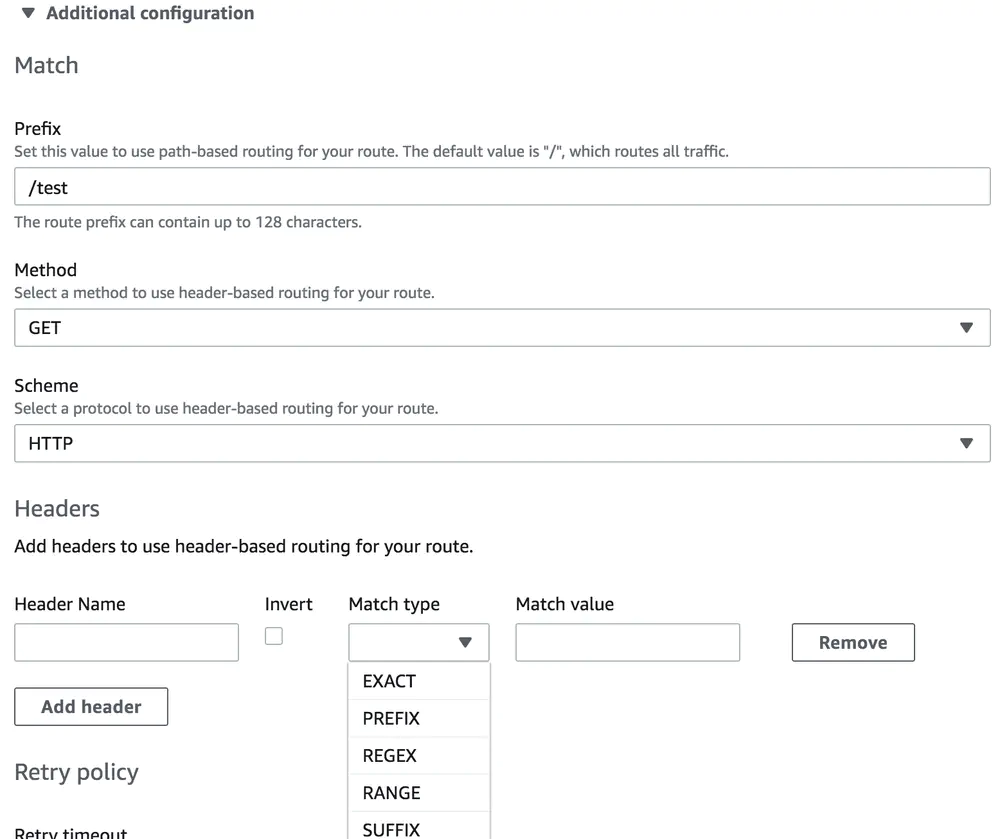 Additional configuration
Match
Prefix
Set this value to use path-based routing for your route. The default value is "/", which routes all traffic.
/test
The route prefix can contain up to 128 characters.
Method
Select a method to use header-based routing for your route.
GET
Scheme
Select a protocol to use header-based routing for your route.
HTTP
Headers
Add headers to use header-based routing for your route.
Header Name Invert Match type Match value
Remove
EXACT
Add header
PREFIX
REGEX
Retry policy
RANGE
SUFFIX
Retry timeout